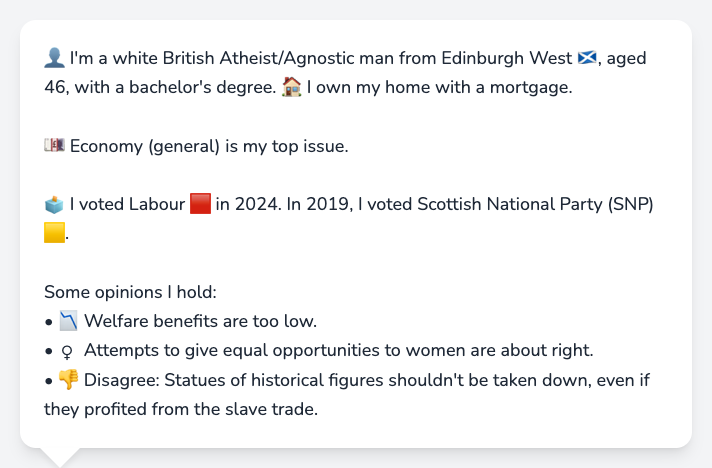 👤 I'm a white British Atheist/Agnostic man from Edinburgh West 🏴󠁧󠁢󠁳󠁣󠁴󠁿, aged
46, with a bachelor's degree. 🏠 I own my home with a mortgage.
💷 Economy (general) is my top issue.
🗳️ I voted Labour 🟥 in 2024. In 2019, I voted Scottish National Party (SNP)
🟨.
Some opinions I hold:
• 📉 Welfare benefits are too low.
• ♀ Attempts to give equal opportunities to women are about right.
• 👎 Disagree: Statues of historical figures shouldn't be taken down, even if
they profited from the slave trade.